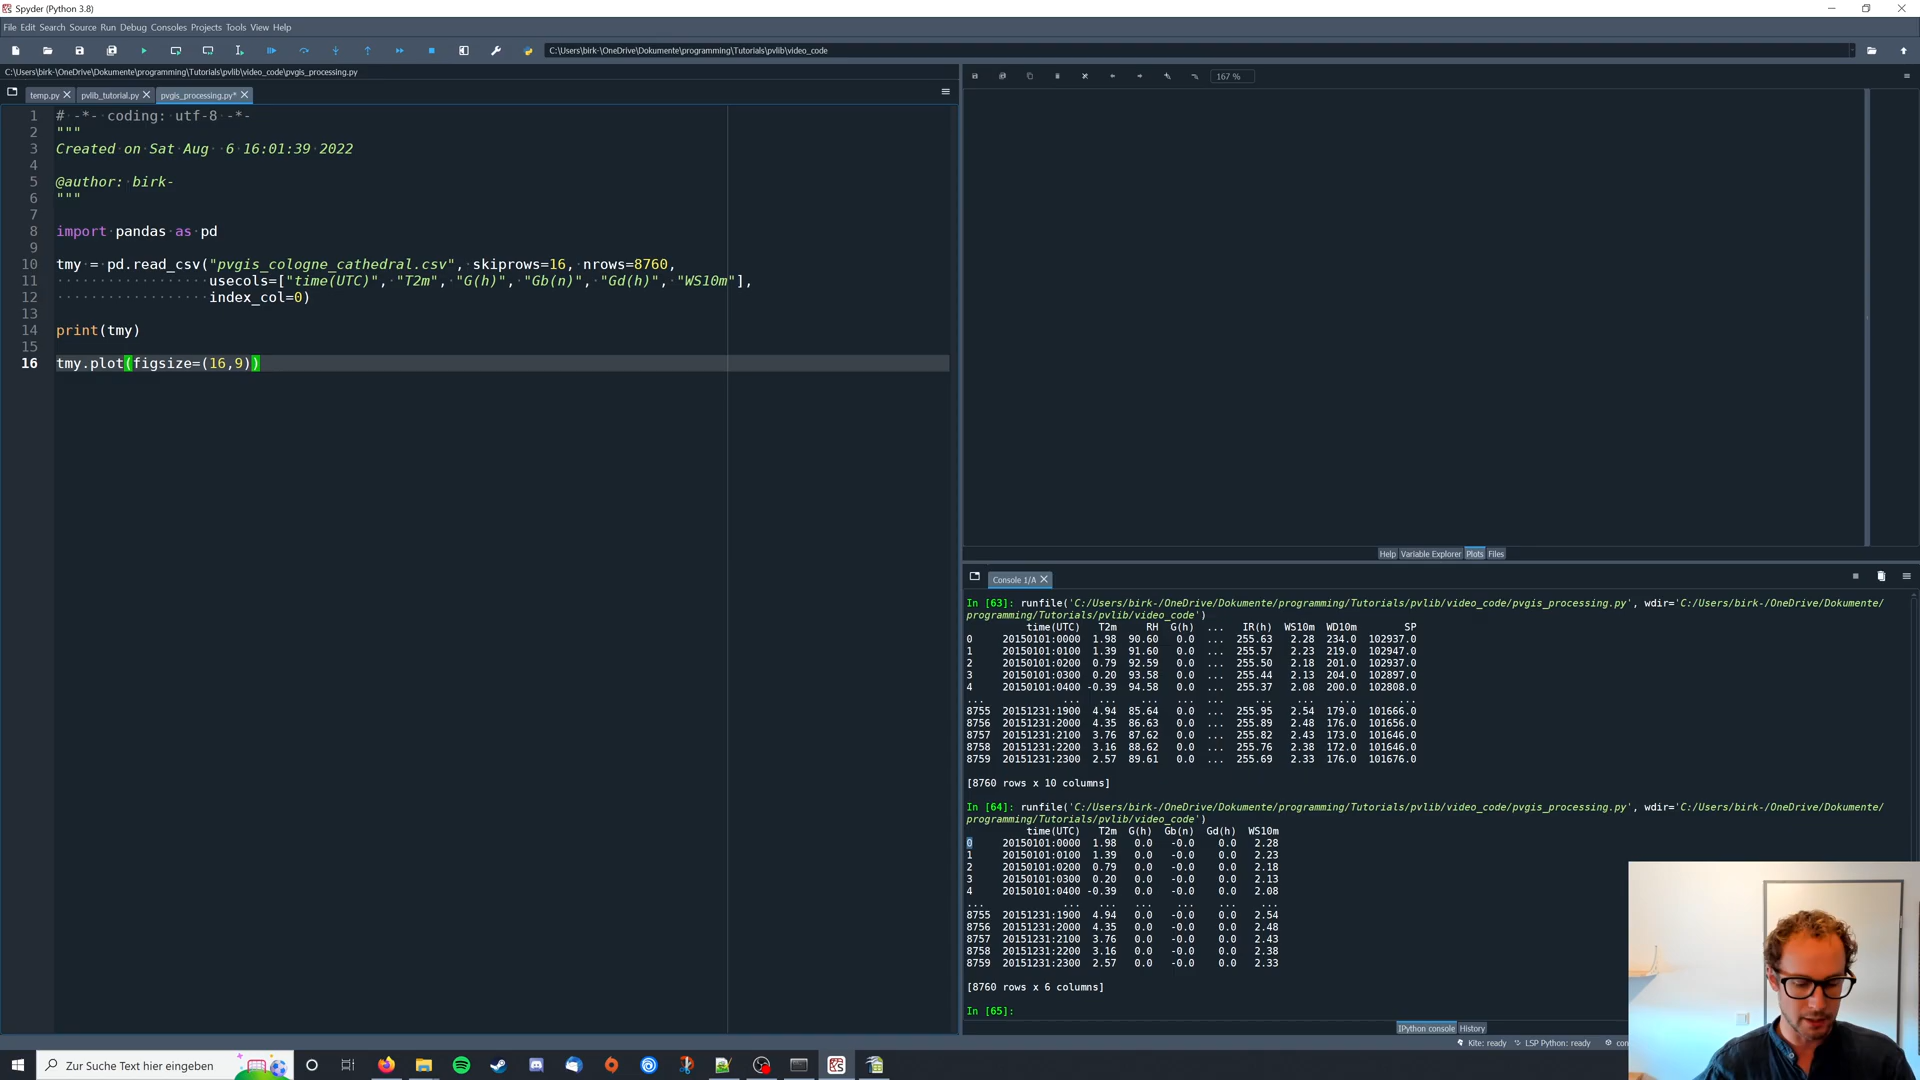 Spyder (Python 3.8)
File Edit Search Source Run Debug Consoles Projects Tools View Help
C:\Users\birk-\OneDrive\Dokumente\programming\Tutorials\pvlib\video_code
C:\Users\birk-\OneDrive\Dokumente\programming\Tutorials\pvlib\video_code\pvgis_processing.py
temp.py pvlib_tutorial.py pvgis_processing.py*
167 %
1 # -*- coding: utf-8 -*-
2 """
3 Created on Sat Aug  6 16:01:39 2022
4
5 @author: birk-
6 """
7
8 import pandas as pd
9
10 tmy = pd.read_csv("pvgis_cologne_cathedral.csv", skiprows=16, nrows=8760,
11 usecols=["time(UTC)", "T2m", "G(h)", "Gb(n)", "Gd(h)", "WS10m"],
12 index_col=0)
13
14 print(tmy)
15
16 tmy.plot(figsize=(16,9))
Help Variable Explorer Plots Files
Console 1/A
In [63]: runfile('C:/Users/birk-/OneDrive/Dokumente/programming/Tutorials/pvlib/video_code/pvgis_processing.py', wdir='C:/Users/birk-/OneDrive/Dokumente/
programming/Tutorials/pvlib/video_code')
time(UTC) T2m RH G(h) ... IR(h) WS10m WD10m SP
0 20150101:0000 1.98 90.60 0.0 ... 255.63 2.28 234.0 102937.0
1 20150101:0100 1.39 91.60 0.0 ... 255.57 2.23 219.0 102947.0
2 20150101:0200 0.79 92.59 0.0 ... 255.50 2.18 201.0 102937.0
3 20150101:0300 0.20 93.58 0.0 ... 255.44 2.13 204.0 102897.0
4 20150101:0400 -0.39 94.58 0.0 ... 255.37 2.08 200.0 102808.0
... ... ... ... ... ... ... ... ... ...
8755 20151231:1900 4.94 85.64 0.0 ... 255.95 2.54 179.0 101666.0
8756 20151231:2000 4.35 86.63 0.0 ... 255.89 2.48 176.0 101656.0
8757 20151231:2100 3.76 87.62 0.0 ... 255.82 2.43 173.0 101646.0
8758 20151231:2200 3.16 88.62 0.0 ... 255.76 2.38 172.0 101646.0
8759 20151231:2300 2.57 89.61 0.0 ... 255.69 2.33 176.0 101676.0
[8760 rows x 10 columns]
In [64]: runfile('C:/Users/birk-/OneDrive/Dokumente/programming/Tutorials/pvlib/video_code/pvgis_processing.py', wdir='C:/Users/birk-/OneDrive/Dokumente/
programming/Tutorials/pvlib/video_code')
time(UTC) T2m G(h) Gb(n) Gd(h) WS10m
0 20150101:0000 1.98 0.0 -0.0 0.0 2.28
1 20150101:0100 1.39 0.0 -0.0 0.0 2.23
2 20150101:0200 0.79 0.0 -0.0 0.0 2.18
3 20150101:0300 0.20 0.0 -0.0 0.0 2.13
4 20150101:0400 -0.39 0.0 -0.0 0.0 2.08
... ... ... ... ... ... ...
8755 20151231:1900 4.94 0.0 -0.0 0.0 2.54
8756 20151231:2000 4.35 0.0 -0.0 0.0 2.48
8757 20151231:2100 3.76 0.0 -0.0 0.0 2.43
8758 20151231:2200 3.16 0.0 -0.0 0.0 2.38
8759 20151231:2300 2.57 0.0 -0.0 0.0 2.33
[8760 rows x 6 columns]
In [65]:
IPython console History
Kite: ready LSP Python: ready
Zur Suche Text hier eingeben